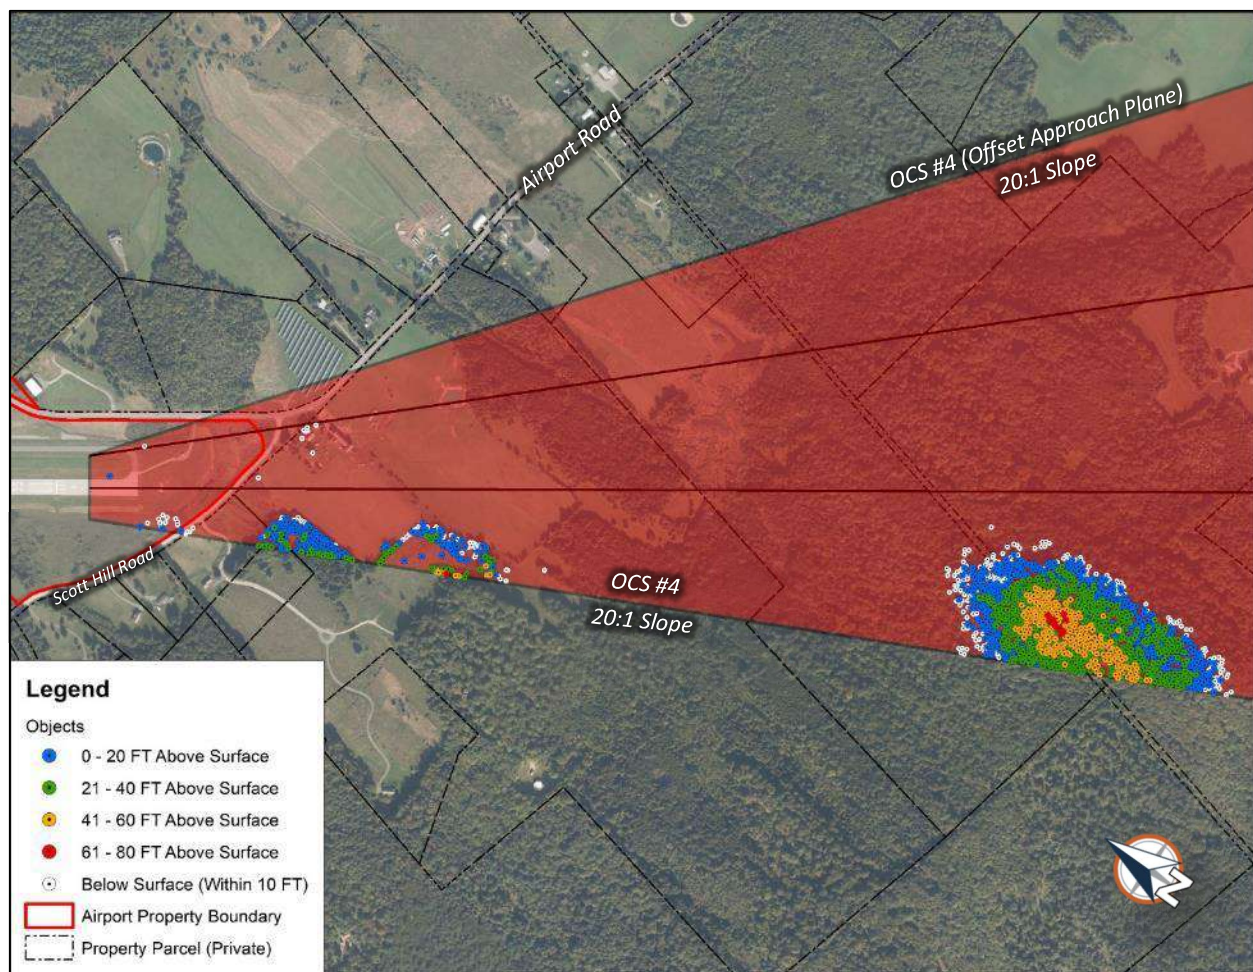 Airport Road
OCS #4 (Offset Approach Plane)
20:1 Slope
Scott Hill Road
OCS #4
20:1 Slope
Legend
Objects
0 - 20 FT Above Surface
21 - 40 FT Above Surface
41 - 60 FT Above Surface
61 - 80 FT Above Surface
Below Surface (Within 10 FT)
Airport Property Boundary
Property Parcel (Private)
N